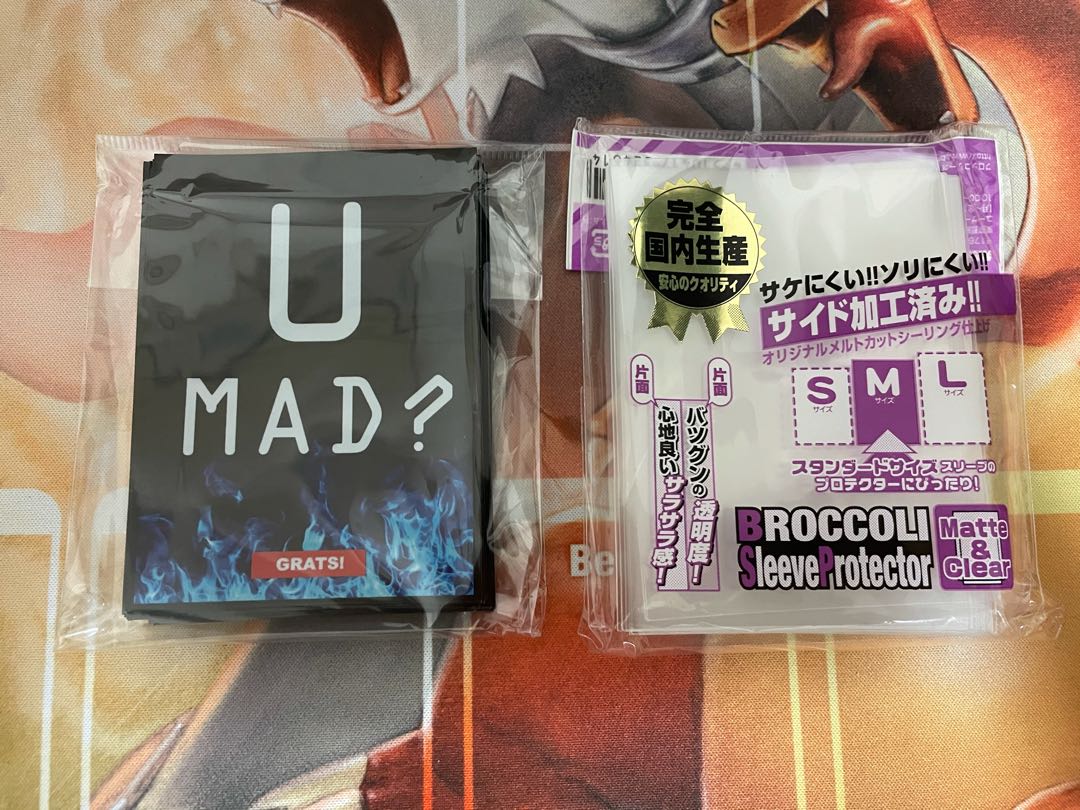 U
MAD?
GRATS!
Be
完全
国内生産
安心のクオリティ
サケにくい!!ソリにくい!!
サイド加工済み!!
オリジナルメルトカットシーリング仕上げ
片面
心地良いサラサラ感!
片面
バツグンの透明度!
S
サイズ
M
サイズ
L
サイズ
スタンダードサイズ スリーブの
プロテクターにぴったり!
BROCCOLI
SleeveProtector
Matte
&
Clear